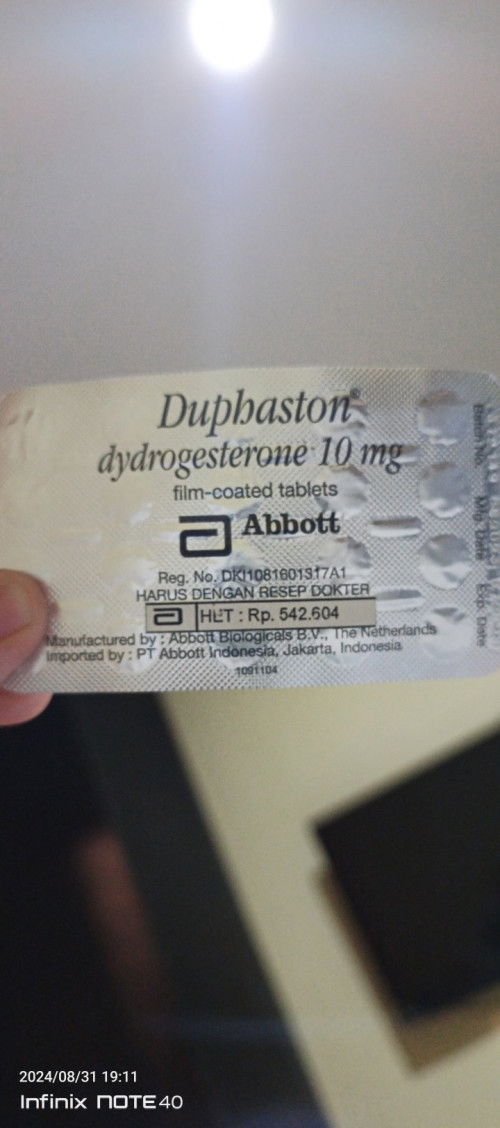 Duphaston®
dydrogesterone 10 mg
film-coated tablets
Abbott
Reg. No. DKI1081601317A1
HARUS DENGAN RESEP DOKTER
HET : Rp. 542.604
Manufactured by : Abbott Biologicals B.V., The Netherlands
Imported by : PT Abbott Indonesia, Jakarta, Indonesia
1091104
Batch No.
Mfg. Date
Exp. Date
2024/08/31 19:11
Infinix NOTE 40